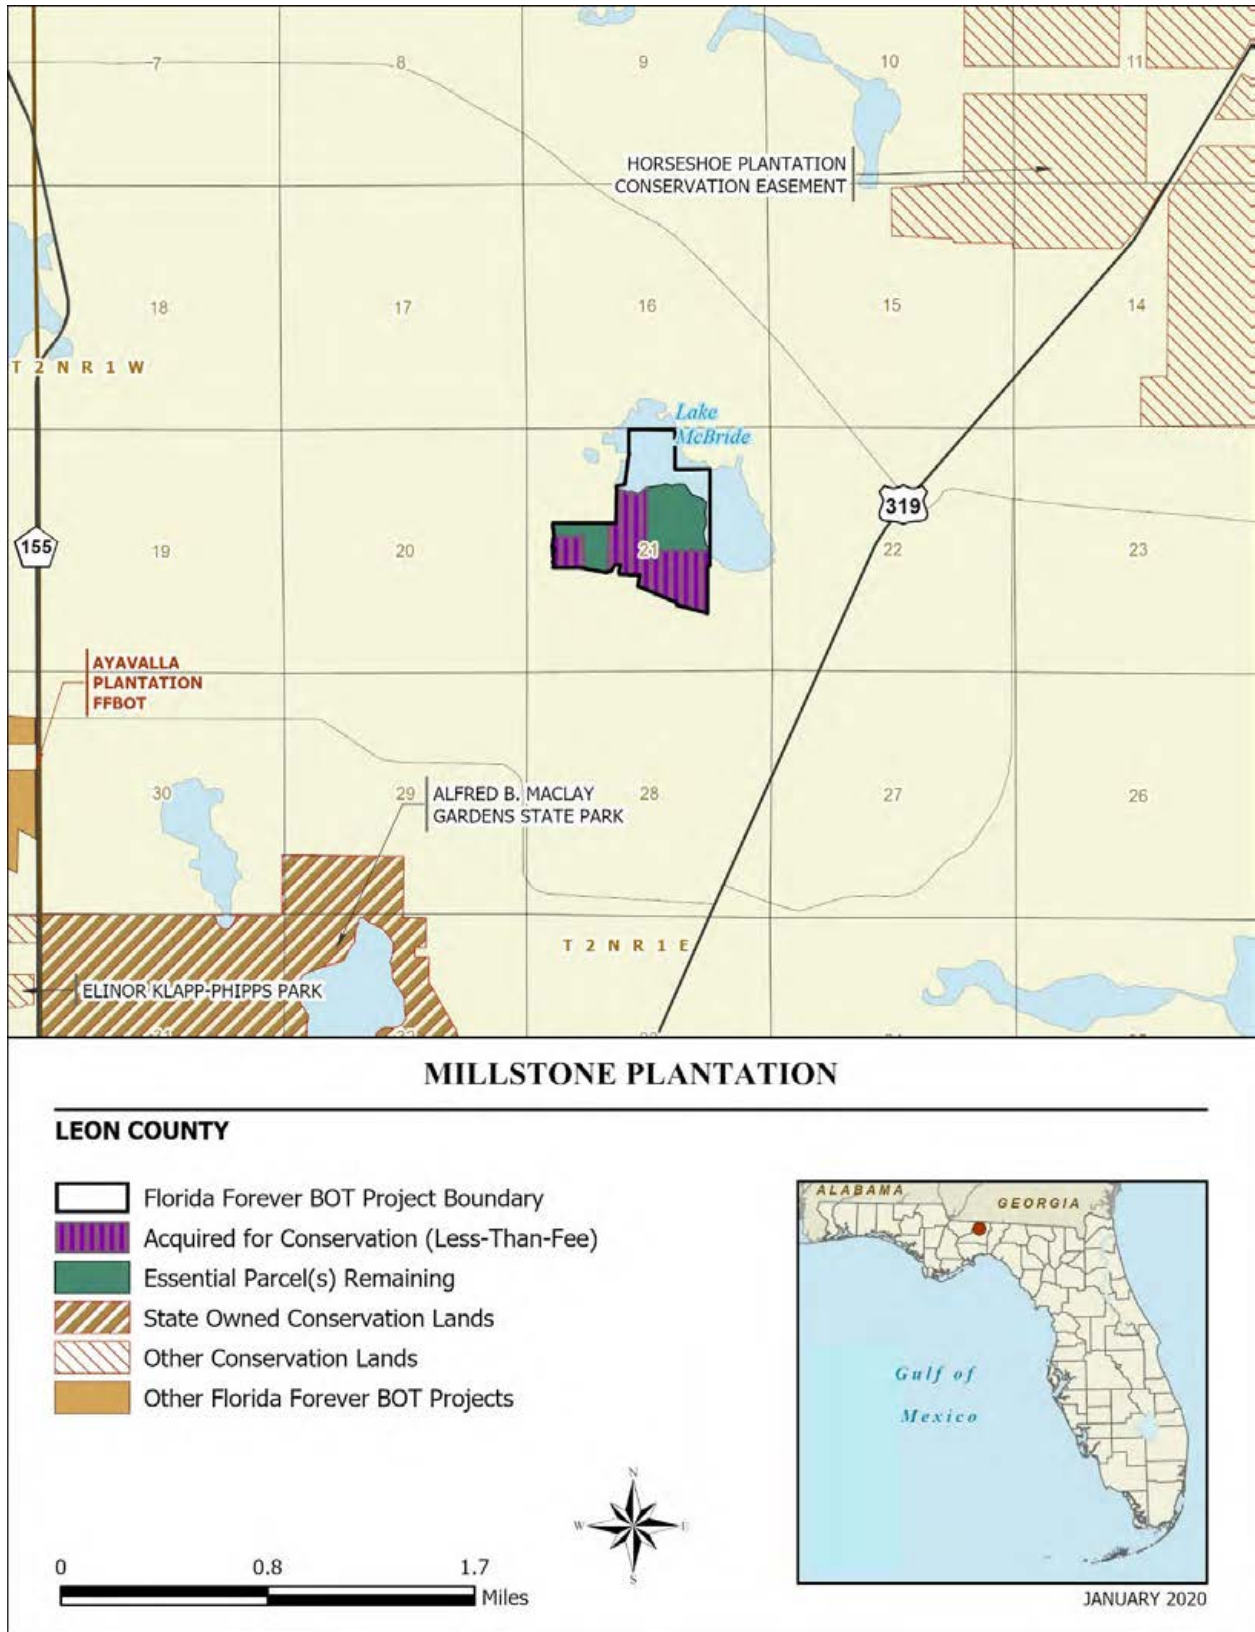 7
8
9
10
11
HORSESHOE PLANTATION
CONSERVATION EASEMENT
18
17
16
15
14
T 2 N R 1 W
Lake
McBride
319
155
19
20
21
22
23
AYAVALLA
PLANTATION
FFBOT
30
29
ALFRED B. MACLAY
GARDENS STATE PARK
28
27
26
T 2 N R 1 E
ELINOR KLAPP-PHIPPS PARK
MILLSTONE PLANTATION
LEON COUNTY
Florida Forever BOT Project Boundary
Acquired for Conservation (Less-Than-Fee)
Essential Parcel(s) Remaining
State Owned Conservation Lands
Other Conservation Lands
Other Florida Forever BOT Projects
ALABAMA
GEORGIA
Gulf of
Mexico
N
W
E
S
0 0.8 1.7
Miles
JANUARY 2020